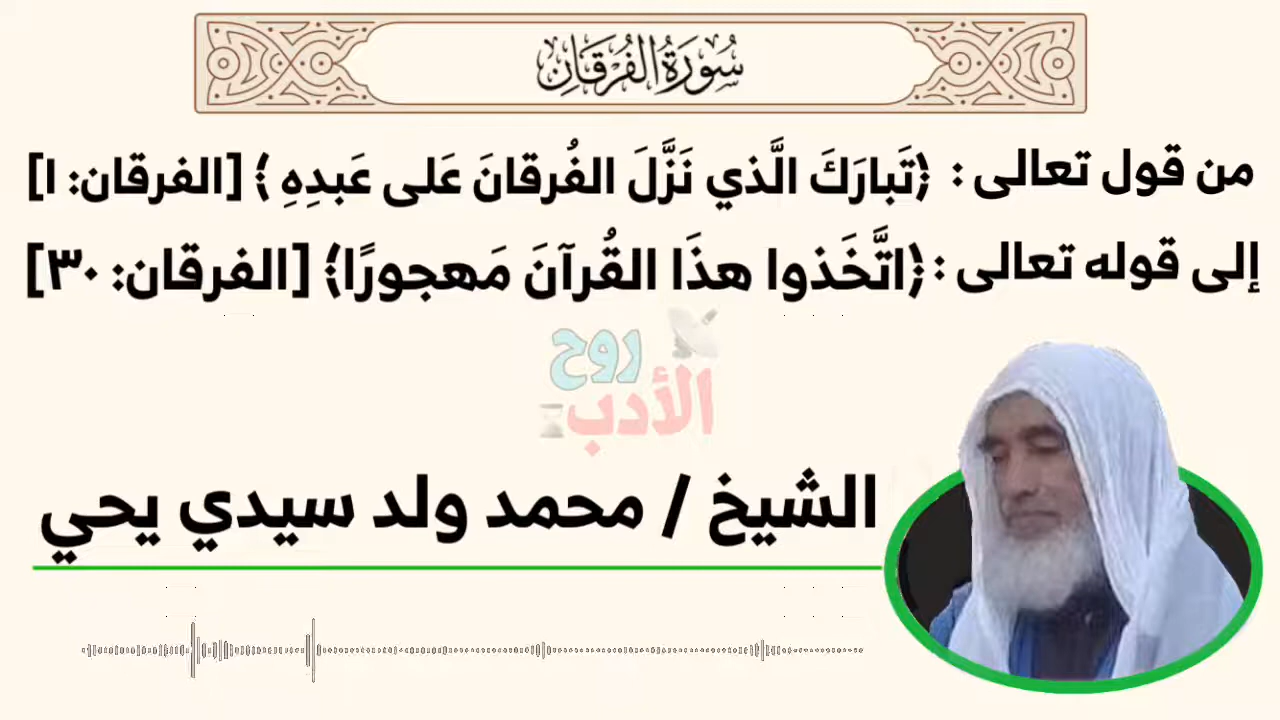 سُورَةُ الفُرْقَانِ
من قول تعالى : ﴿تَبارَكَ الَّذي نَزَّلَ الفُرقانَ عَلى عَبدِهِ ﴾ [الفرقان: ١]
إلى قوله تعالى : ﴿اتَّخَذوا هذَا القُرآنَ مَهجورًا﴾ [الفرقان: ٣٠]
روح
الأدب
الشيخ / محمد ولد سيدي يحي